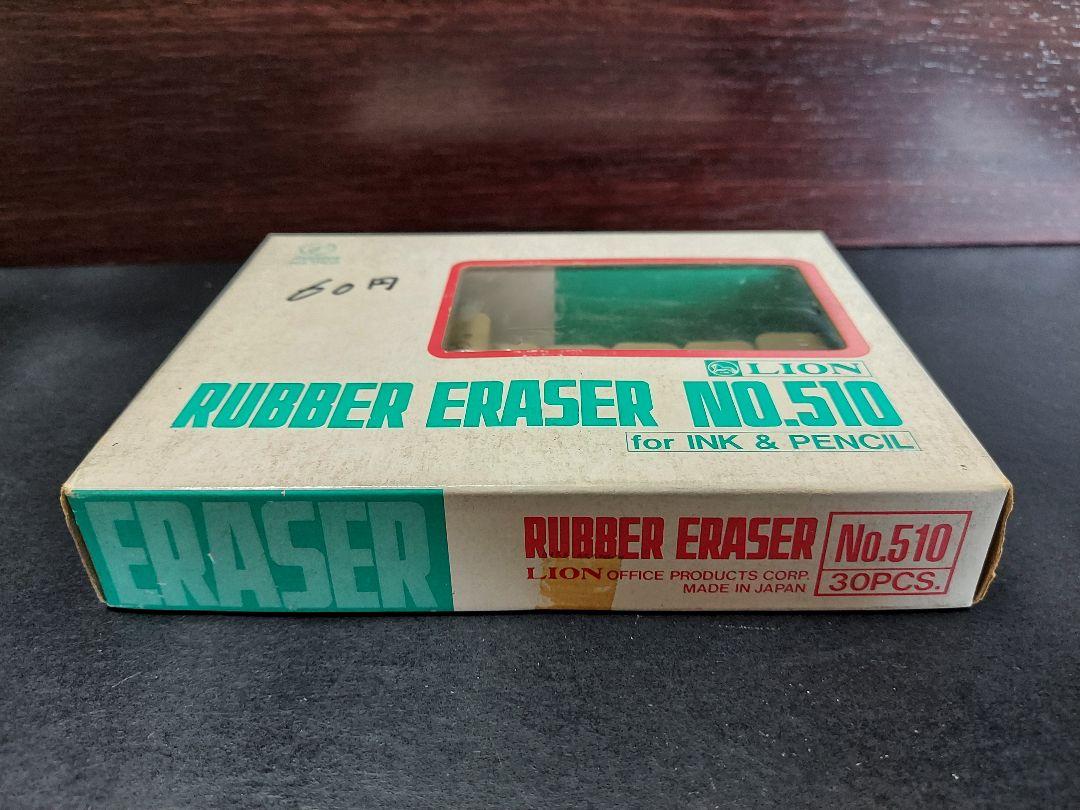 60円
LION
RUBBER ERASER NO.510
for INK & PENCIL
ERASER
RUBBER ERASER
LION OFFICE PRODUCTS CORP.
MADE IN JAPAN
No.510
30PCS.